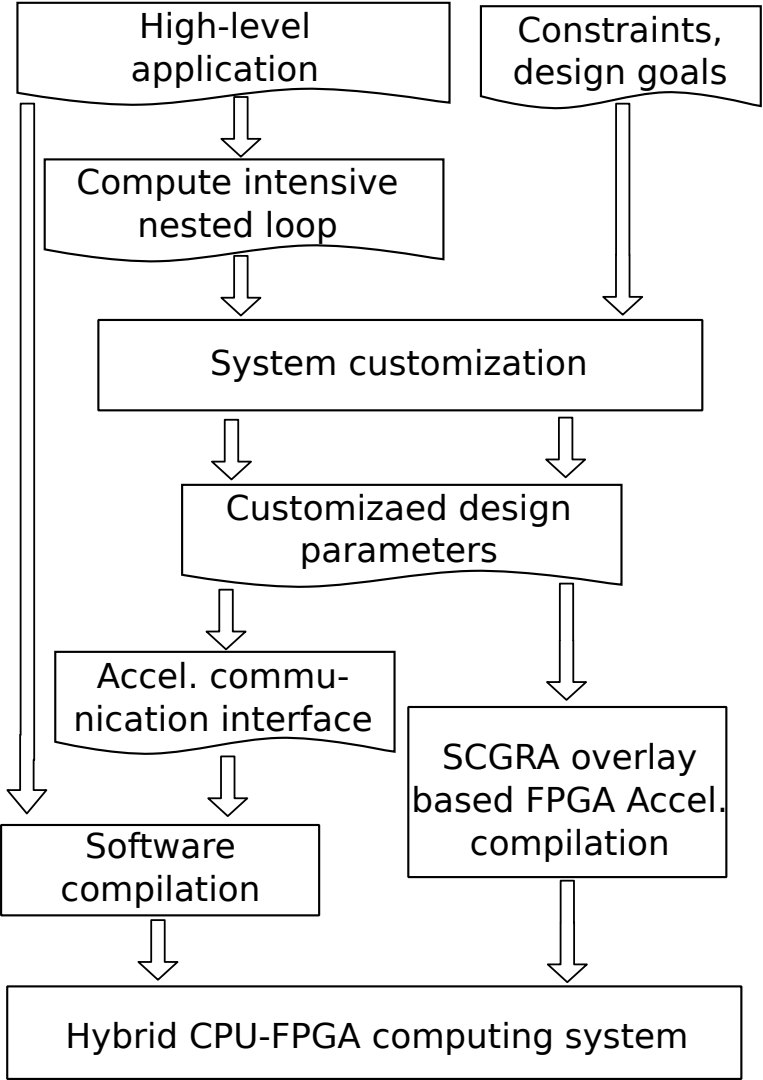 High-level
application
Constraints,
design goals
Compute intensive
nested loop
System customization
Customizaed design
parameters
Accel. commu-
nication interface
SCGRA overlay
based FPGA Accel.
compilation
Software
compilation
Hybrid CPU-FPGA computing system